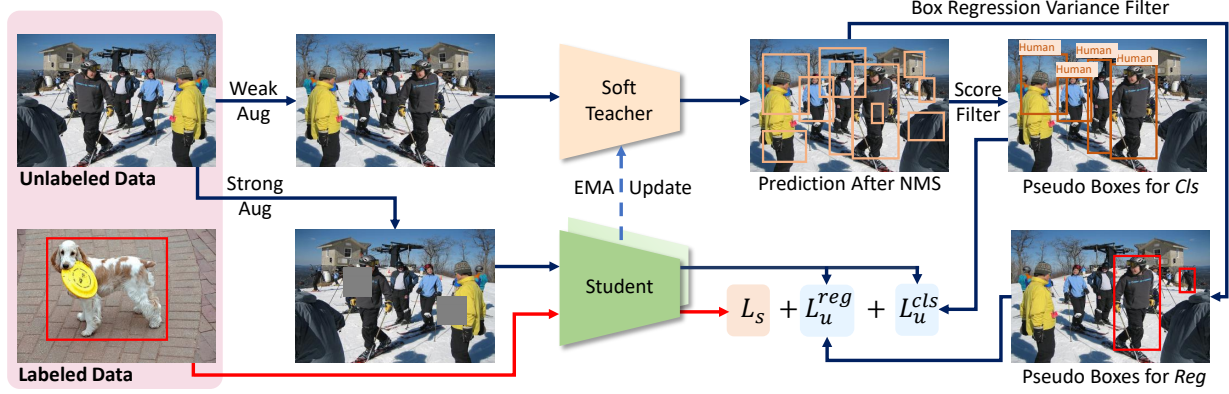 Box Regression Variance Filter
Unlabeled Data
Weak
Aug
Strong
Aug
Soft
Teacher
EMA Update
Prediction After NMS
Score
Filter
Human
Human
Human
Human
Pseudo Boxes for Cls
Labeled Data
Student
L_s + L_u^{reg} + L_u^{cls}
Pseudo Boxes for Reg